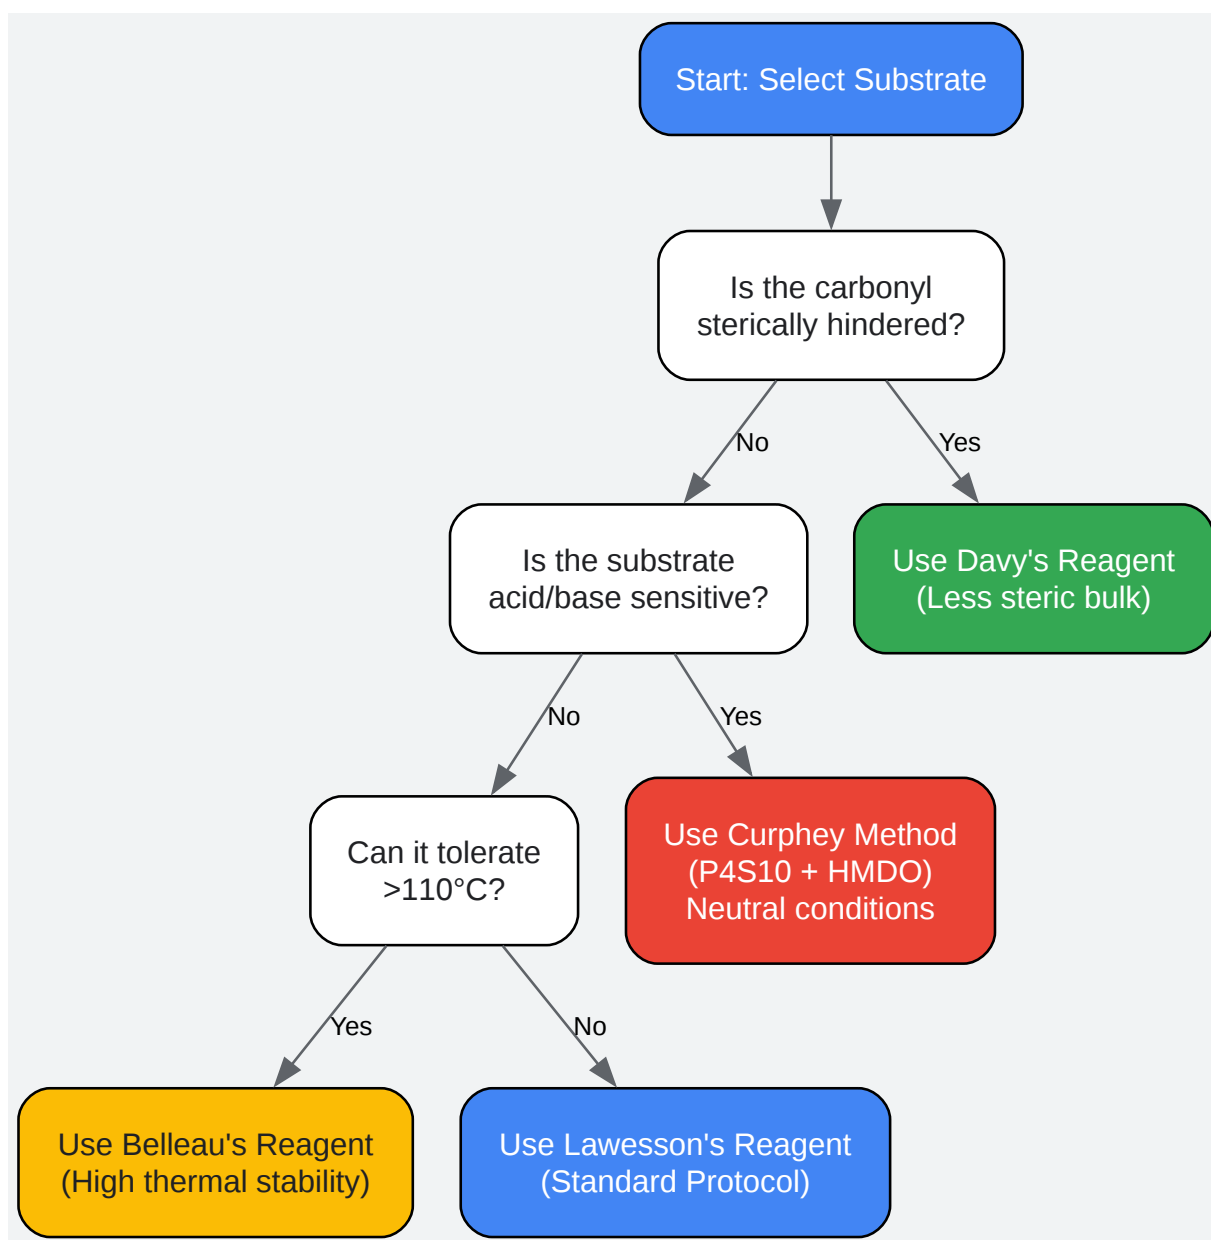 Start: Select Substrate
Is the carbonyl
sterically hindered?
No
Yes
Is the substrate
acid/base sensitive?
Use Davy's Reagent
(Less steric bulk)
No
Yes
Can it tolerate
>110°C?
Use Curphey Method
(P4S10 + HMDO)
Neutral conditions
Yes
No
Use Belleau's Reagent
(High thermal stability)
Use Lawesson's Reagent
(Standard Protocol)